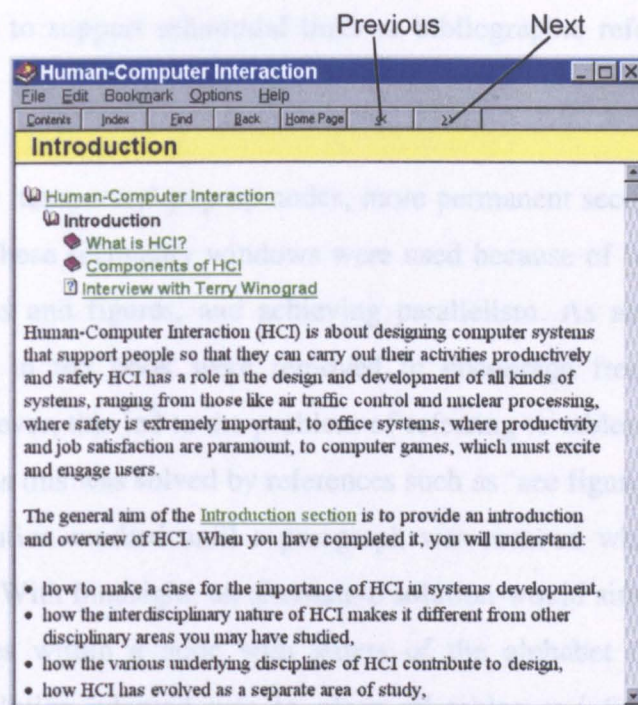 Previous Next
Human-Computer Interaction
File Edit Bookmark Options Help
Contents Index Find Back Home Page << >>
Introduction
Human-Computer Interaction
Introduction
What is HCI?
Components of HCI
Interview with Terry Winograd
Human-Computer Interaction (HCI) is about designing computer systems
that support people so that they can carry out their activities productively
and safety HCI has a role in the design and development of all kinds of
systems, ranging from those like air traffic control and nuclear processing,
where safety is extremely important, to office systems, where productivity
and job satisfaction are paramount, to computer games, which must excite
and engage users.
The general aim of the Introduction section is to provide an introduction
and overview of HCI. When you have completed it, you will understand:
• how to make a case for the importance of HCI in systems development,
• how the interdisciplinary nature of HCI makes it different from other
disciplinary areas you may have studied,
• how the various underlying disciplines of HCI contribute to design,
• how HCI has evolved as a separate area of study,